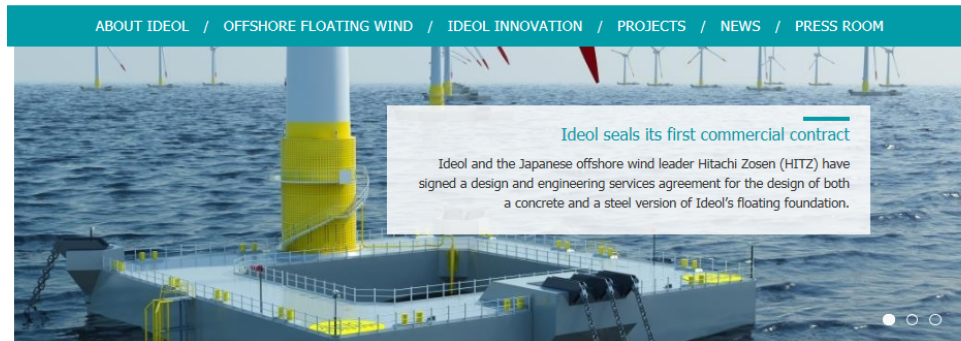 ABOUT IDEOL / OFFSHORE FLOATING WIND / IDEOL INNOVATION / PROJECTS / NEWS / PRESS ROOM
Ideol seals its first commercial contract
Ideol and the Japanese offshore wind leader Hitachi Zosen (HITZ) have
signed a design and engineering services agreement for the design of both
a concrete and a steel version of Ideol's floating foundation.